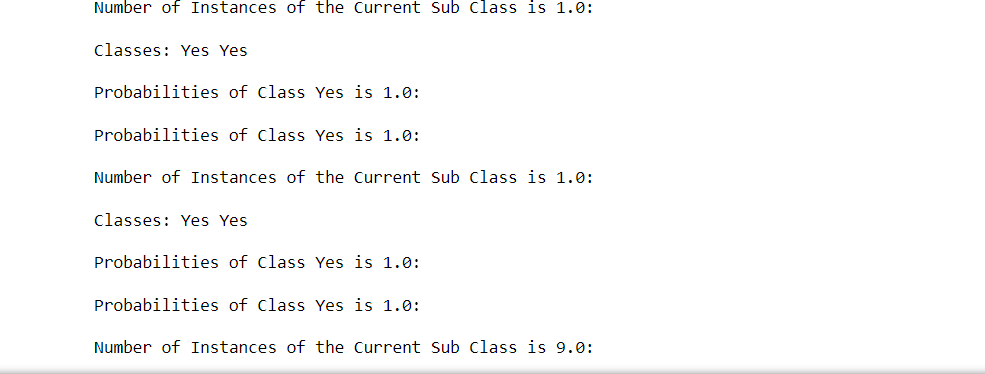 Number of Instances of the Current Sub Class is 1.0:
Classes: Yes Yes
Probabilities of Class Yes is 1.0:
Probabilities of Class Yes is 1.0:
Number of Instances of the Current Sub Class is 1.0:
Classes: Yes Yes
Probabilities of Class Yes is 1.0:
Probabilities of Class Yes is 1.0:
Number of Instances of the Current Sub Class is 9.0: